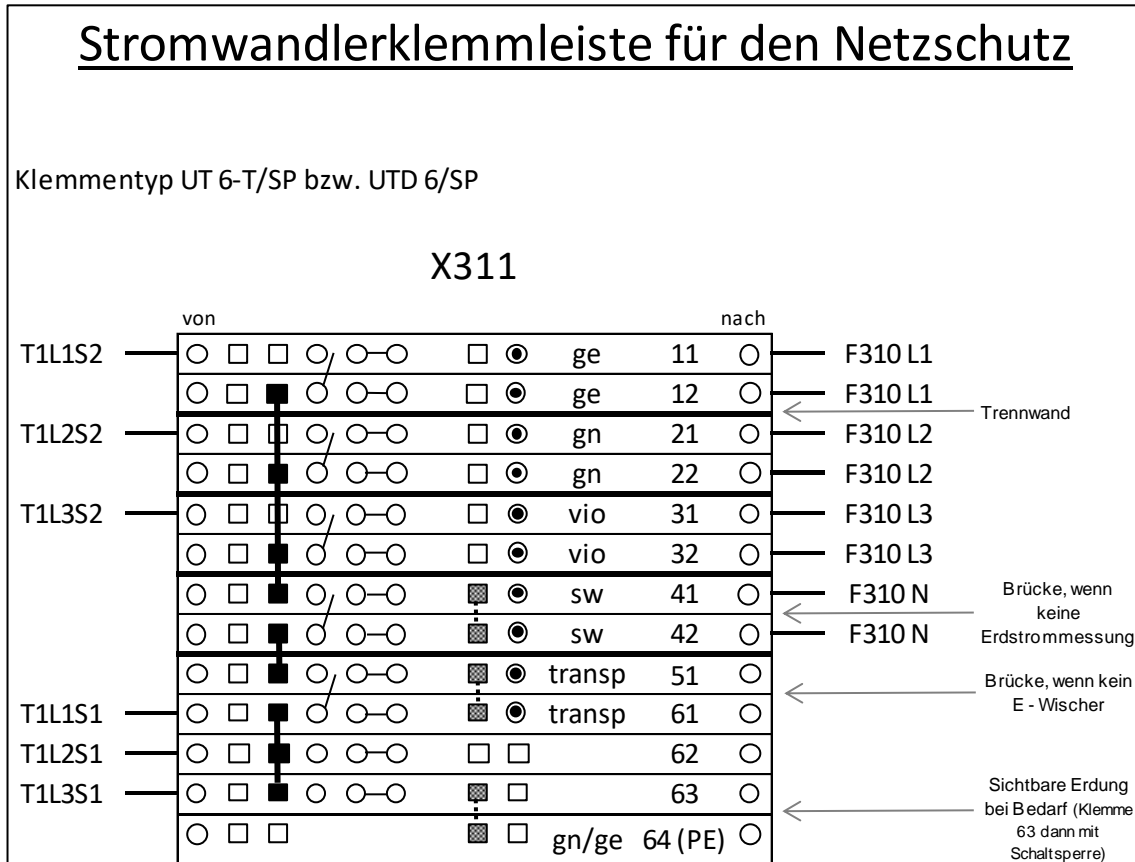 Stromwandlerklemmleiste für den Netzschutz
Klemmentyp UT 6-T/SP bzw. UTD 6/SP
X311
von nach
T1L1S2 ge 11 F310 L1
ge 12 F310 L1
Trennwand
T1L2S2 gn 21 F310 L2
gn 22 F310 L2
T1L3S2 vio 31 F310 L3
vio 32 F310 L3
sw 41 F310 N
sw 42 F310 N
Brücke, wenn
keine
Erdstrommessung
transp 51
T1L1S1 transp 61
Brücke, wenn kein
E - Wischer
T1L2S1 62
T1L3S1 63
gn/ge 64 (PE)
Sichtbare Erdung
bei Bedarf (Klemme
63 dann mit
Schaltsperre)